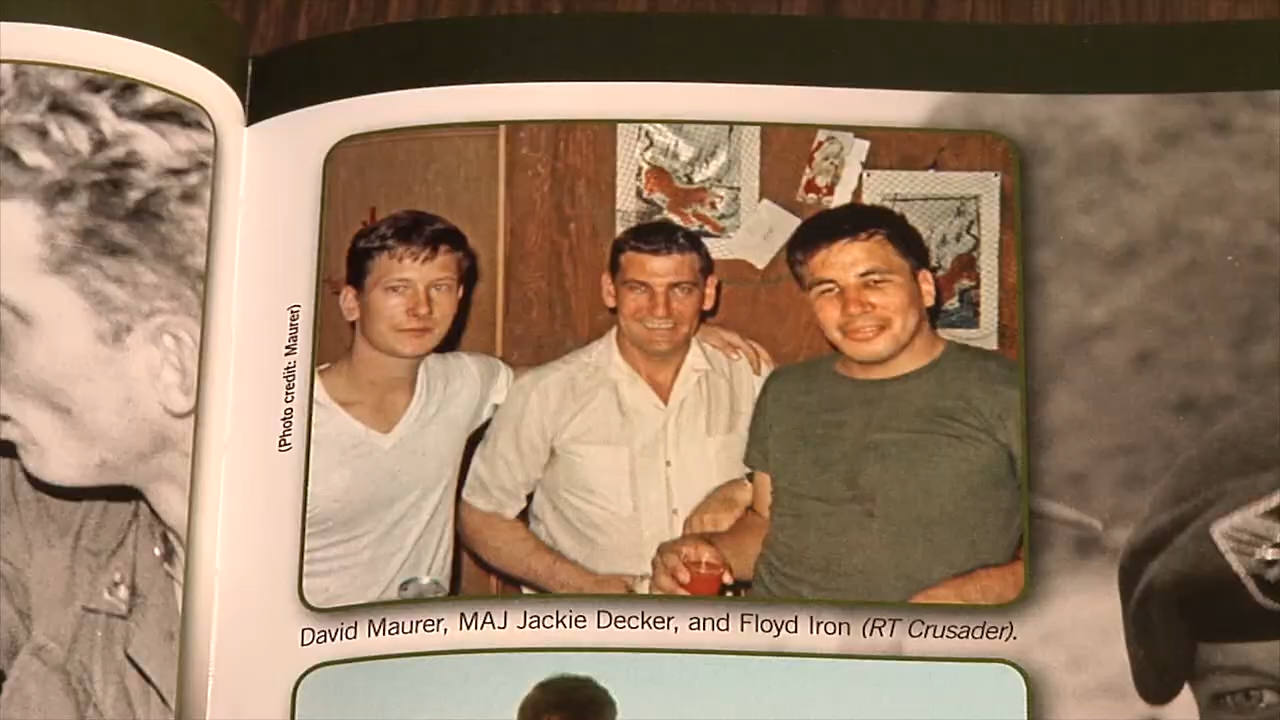 (Photo credit: Maurer)
David Maurer, MAJ Jackie Decker, and Floyd Iron (RT Crusader).